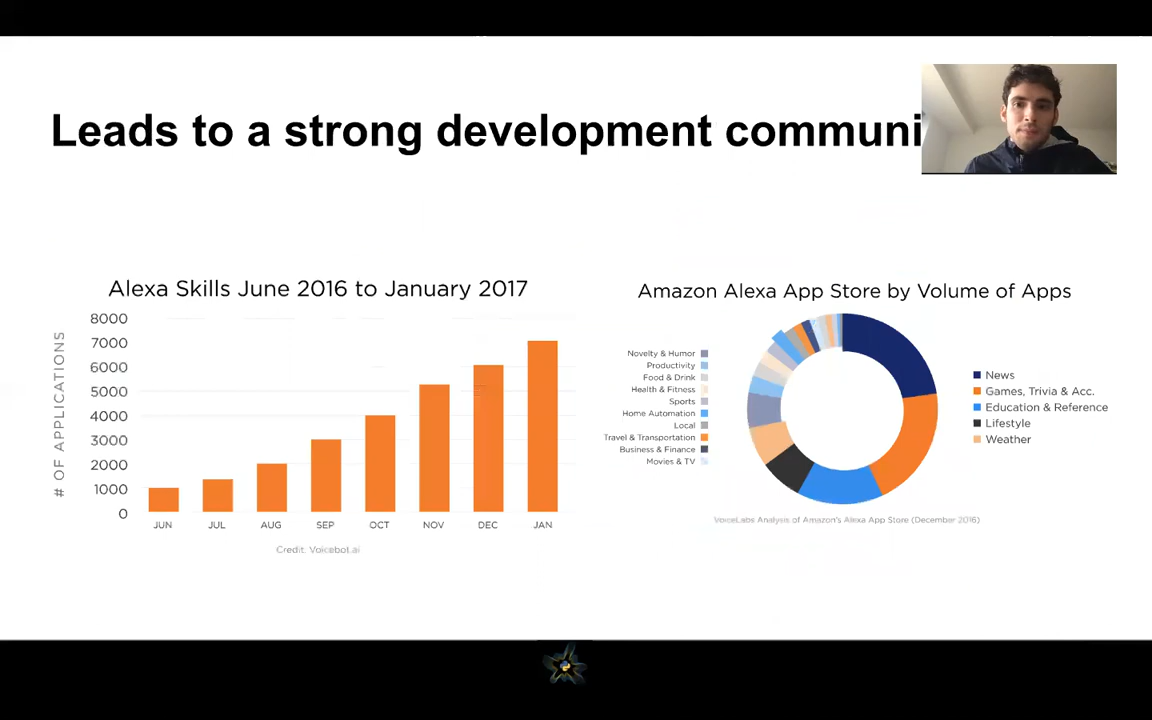 Leads to a strong development communi
Alexa Skills June 2016 to January 2017
# OF APPLICATIONS
8000
7000
6000
5000
4000
3000
2000
1000
0
JUN JUL AUG SEP OCT NOV DEC JAN
Credit: Voicebot.ai
Amazon Alexa App Store by Volume of Apps
Novelty & Humor
Productivity
Food & Drink
Health & Fitness
Sports
Home Automation
Local
Travel & Transportation
Business & Finance
Movies & TV
News
Games, Trivia & Acc.
Education & Reference
Lifestyle
Weather
VoiceLabs Analysis of Amazon's Alexa App Store (December 2016)